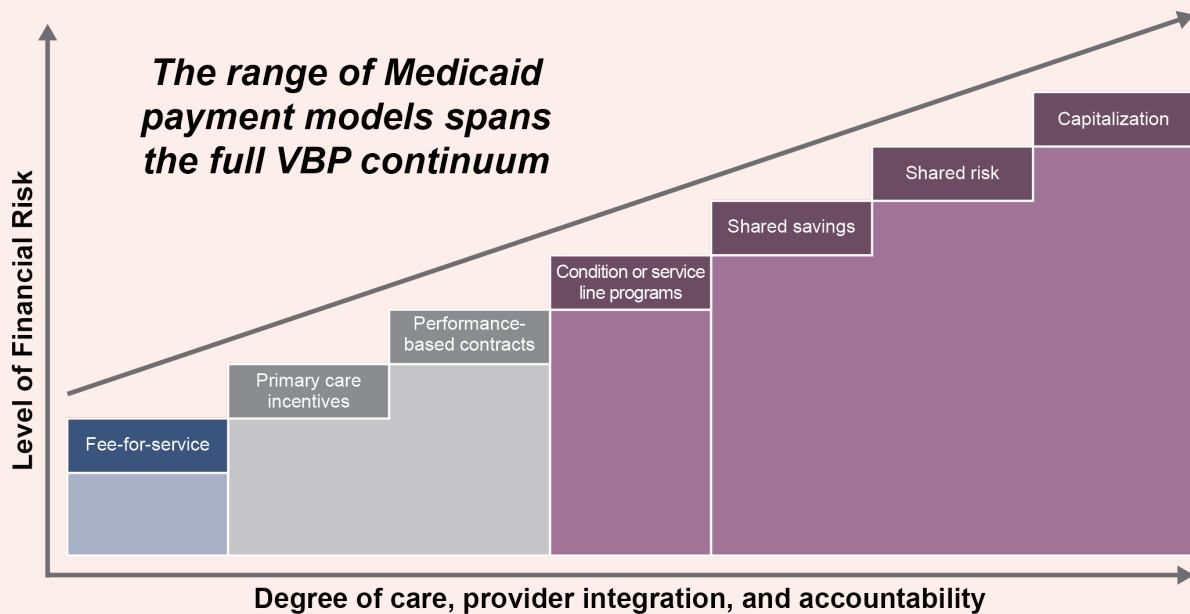 The range of Medicaid
payment models spans
the full VBP continuum
Level of Financial Risk
Fee-for-service
Primary care
incentives
Performance-
based contracts
Condition or service
line programs
Shared savings
Shared risk
Capitalization
Degree of care, provider integration, and accountability